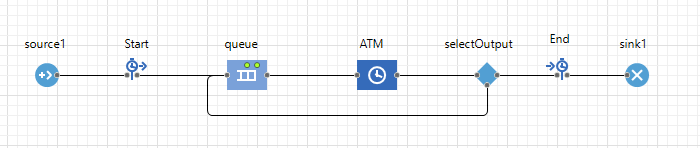 source1
Start
queue
ATM
selectOutput
End
sink1